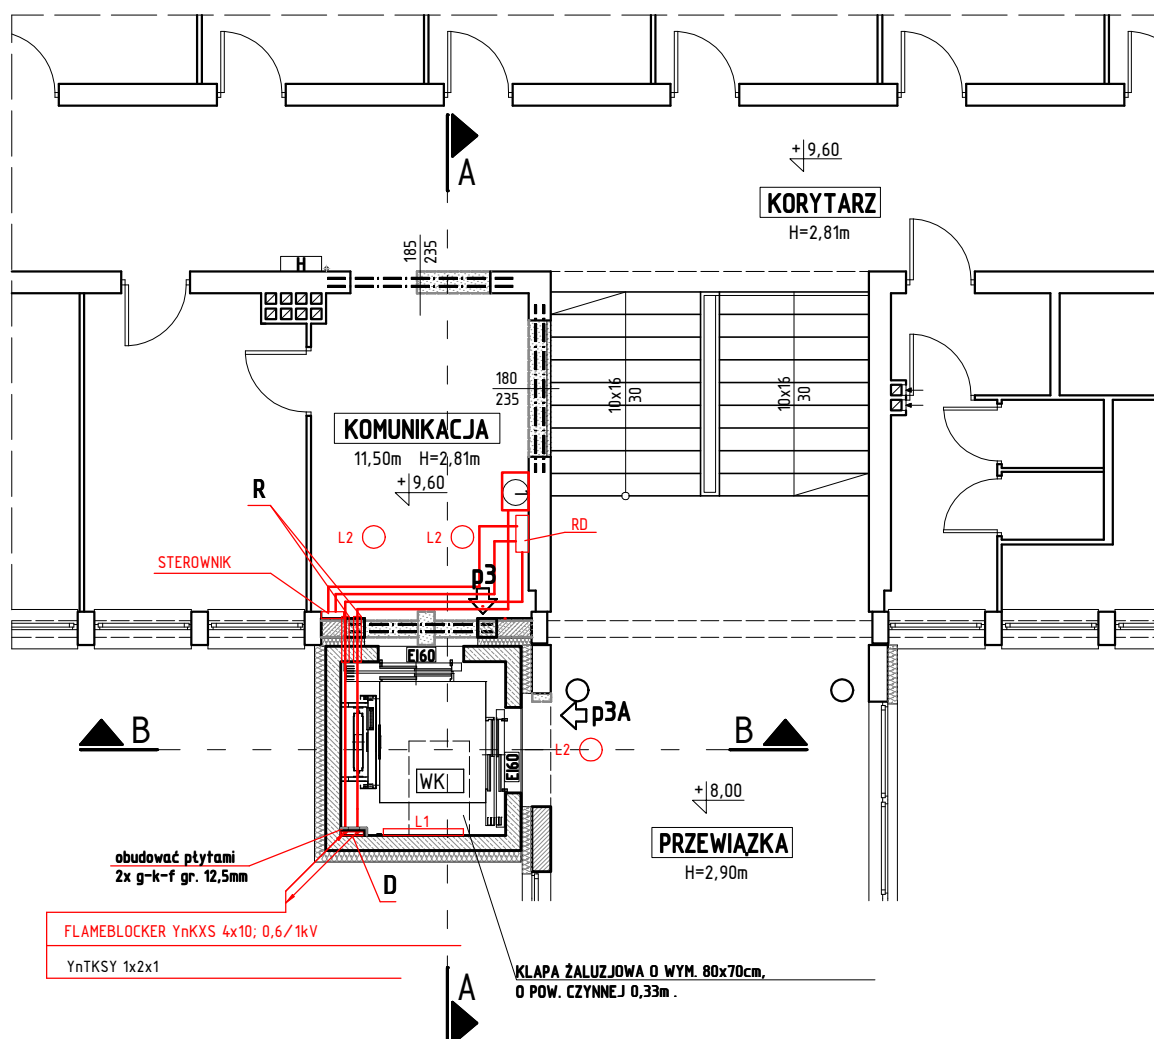 A
+9,60
KORYTARZ
H=2,81m
H
185
235
180
235
10x16
30
10x16
30
KOMUNIKACJA
11,50m H=2,81m
+9,60
R
L2
L2
RD
STEROWNIK
p3
EI60
B
p3A
B
L2
EI60
WK
+8,00
L1
PRZEWIĄZKA
H=2,90m
obudować płytami
2x g-k-f gr. 12,5mm
D
FLAMEBLOCKER YnKXS 4x10; 0,6/1kV
YnTKSY 1x2x1
KLAPA ŻALUZJOWA O WYM. 80x70cm,
O POW. CZYNNEJ 0,33m .
A